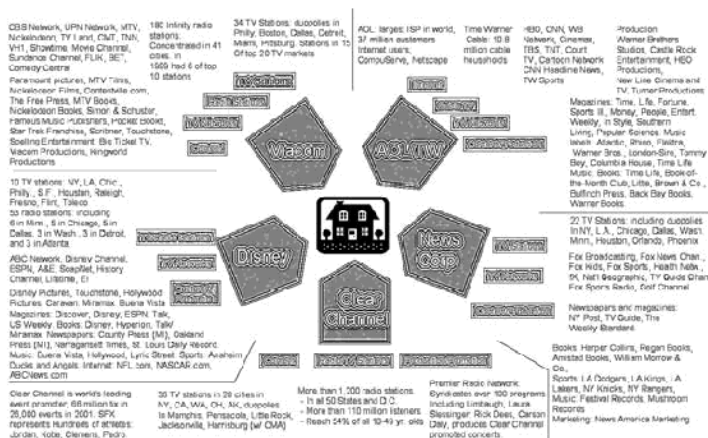 CBS Network, UPN Network, MTV,
Nickelodeon, TV Land, CMT, TNN,
VH1, Showtime, Movie Channel,
Sundance Channel, FLIX, BET,
Comedy Central
Paramount pictures, MTV Films,
Nickelodeon Films, Contentville.com,
The Free Press, MTV Books,
Nickelodeon Books, Simon & Schuster,
Famous Music Publishers, Pocket Books,
Star Trek Franchise, Scribner, Touchstone,
Spelling Entertainment, Big Ticket TV,
Viacom Productions, Kingworld
Productions
180 Infinity radio
stations:
Concentrated in 41
cities. In
1999 had 6 of top
10 stations
34 TV Stations: duopolies in
Philly, Boston, Dallas, Detroit,
Miami, Pittsburg. Stations in 15
Of top 20 TV markets
AOL: largest ISP in world,
37 million customers
Internet users;
CompuServe, Netscape
Time Warner
Cable: 10.8
million cable
HBO, CNN, WB
Network, Cinemax,
TBS, TNT, Court
TV, Cartoon Network
CNN Headline News,
TW Sports
Production
Warner Brothers
Studios, Castle Rock
Entertainment, HBO
Productions,
New Line Cinema and
TV, Turner Productions
Magazines: Time, Life, Fortune,
Sports Ill., Money, People, Entert.
Weekly, In Style, Southern
Living, Popular Science. Music
labels: Atlantic, Rhino, Elektra,
Warner Bros., London-Sire, Tommy
Boy, Columbia House, Time Life
Music. Books: Time Life, Book-of-
the-Month Club, Little, Brown & Co.,
Bulfinch Press, Back Bay Books,
Warner Books
Viacom
AOL/TW
10 TV stations: NY, LA, Chic.,
Philly., S.F., Houston, Raleigh,
Fresno, Flint, Toledo
53 radio stations: including
6 in Minn., 5 in Chicago, 5 in
Dallas, 3 in Wash., 3 in Detroit,
and 3 in Atlanta
ABC Network, Disney Channel,
ESPN, A&E, SoapNet, History
Channel, Lifetime, E!
Disney Pictures, Touchstone, Hollywood
Pictures, Caravan, Miramax, Buena Vista
Magazines: Discover, Disney, ESPN, Talk,
US Weekly. Books: Disney, Hyperion, Talk/
Miramax. Newspapers: County Press (MI), Oakland
Press (MI), Narragansett Times, St. Louis Daily Record.
Music: Buena Vista, Hollywood, Lyric Street. Sports: Anaheim
Ducks and Angels. Internet: NFL.com, NASCAR.com,
ABCNews.com
Disney
News
Corp
Clear
Channel
22 TV Stations: including duopolies
In NY, L.A., Chicago, Dallas, Wash.
Minn., Houston, Orlando, Phoenix
Fox Broadcasting, Fox News Chan.,
Fox Kids, Fox Sports, Health Netw.,
FX, Nat'l Geographic, TV Guide Chan
Fox Sports Radio, Golf Channel
Newspapers and magazines:
NY Post, TV Guide, The
Weekly Standard
Books: Harper Collins, Regan Books,
Amistad Books, William Morrow &
Co.,
Sports: LA Dodgers, LA Kings, LA
Lakers, NY Knicks, NY Rangers,
Music: Festival Records, Mushroom
Records
Marketing: News America Marketing
Clear Channel is world's leading
event promoter; 66 million fix in
26,000 events in 2001. SFX
represents hundreds of athletes:
Jordan, Kobe, Clemens, Pedro.
36 TV stations in 28 cities in
NY, CA, WA, OH, AK, duopolies
In Memphis, Pensacola, Little Rock,
Jacksonville, Harrisburg (w/ CMA)
More than 1,200 radio stations
- In all 50 States and D.C.
- More than 110 million listeners
- Reach 54% of all 18-49 yr. olds
Premier Radio Network:
Syndicates over 100 programs
Including Limbaugh, Laura
Slessinger, Rick Dees, Carson
Daly, produces Clear Channel
promoted concerts.